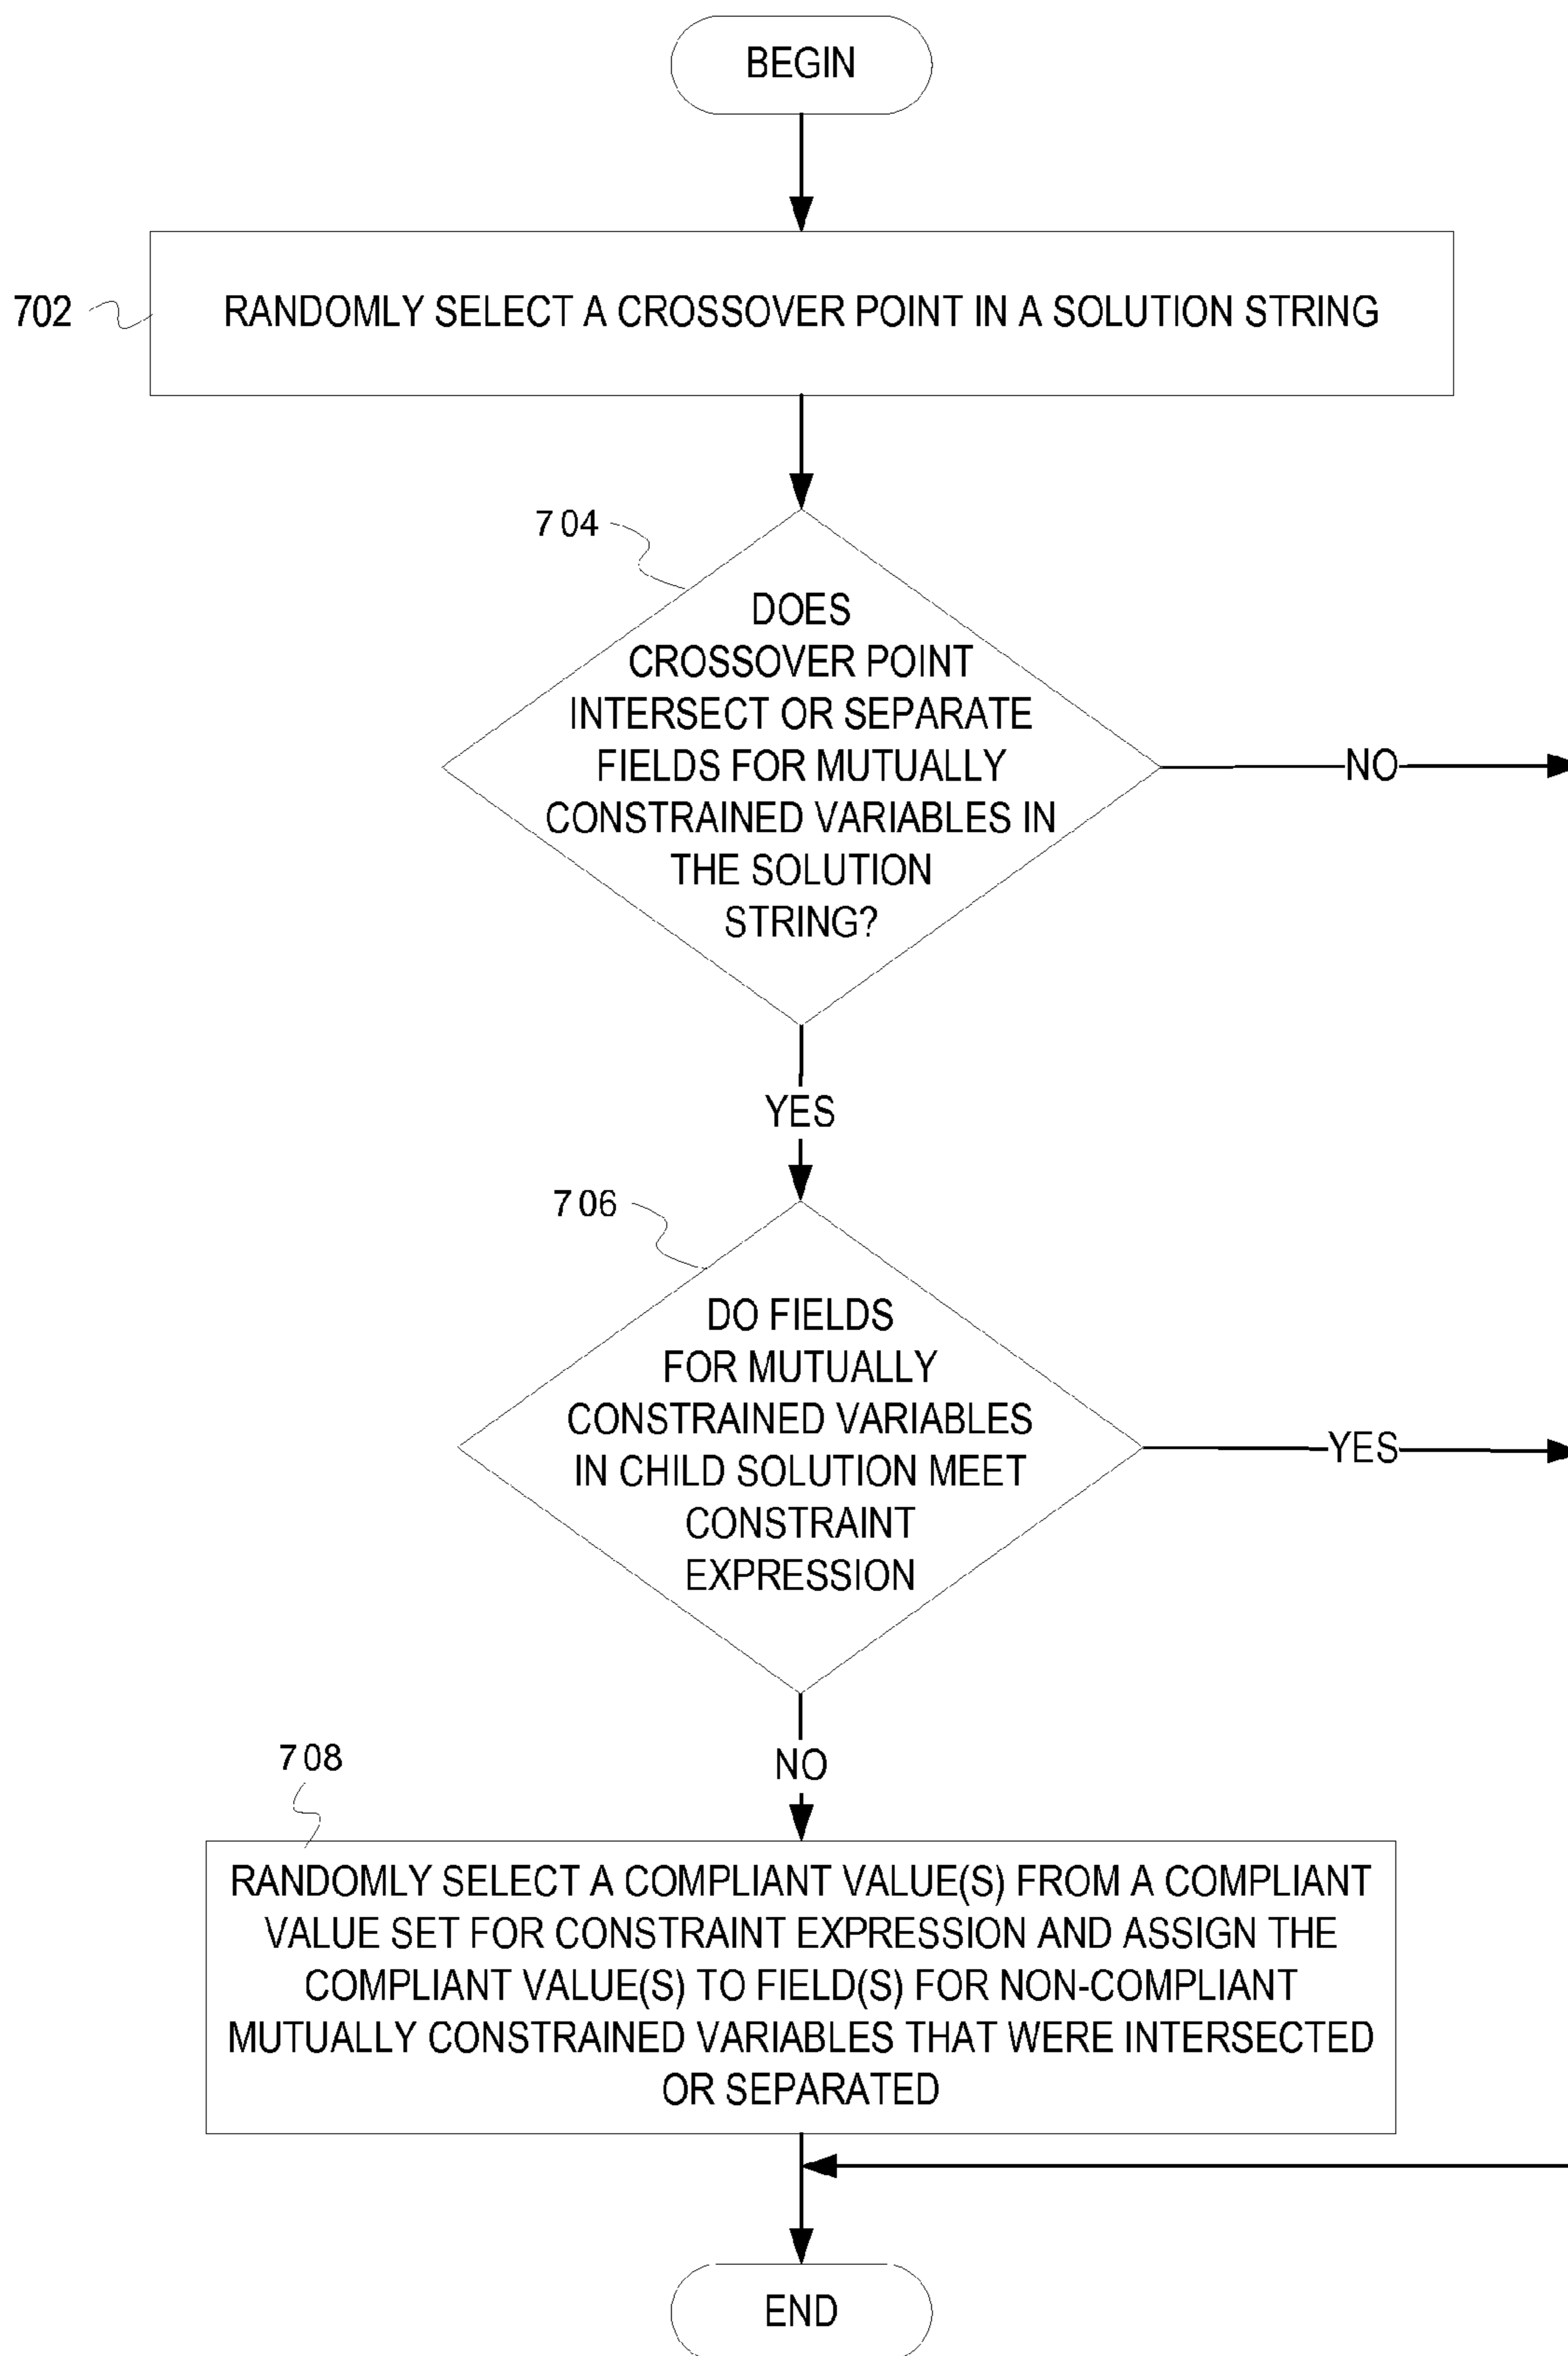 BEGIN
702
RANDOMLY SELECT A CROSSOVER POINT IN A SOLUTION STRING
704
DOES
CROSSOVER POINT
INTERSECT OR SEPARATE
FIELDS FOR MUTUALLY
CONSTRAINED VARIABLES IN
THE SOLUTION
STRING?
NO
YES
706
DO FIELDS
FOR MUTUALLY
CONSTRAINED VARIABLES
IN CHILD SOLUTION MEET
CONSTRAINT
EXPRESSION
YES
NO
708
RANDOMLY SELECT A COMPLIANT VALUE(S) FROM A COMPLIANT
VALUE SET FOR CONSTRAINT EXPRESSION AND ASSIGN THE
COMPLIANT VALUE(S) TO FIELD(S) FOR NON-COMPLIANT
MUTUALLY CONSTRAINED VARIABLES THAT WERE INTERSECTED
OR SEPARATED
END